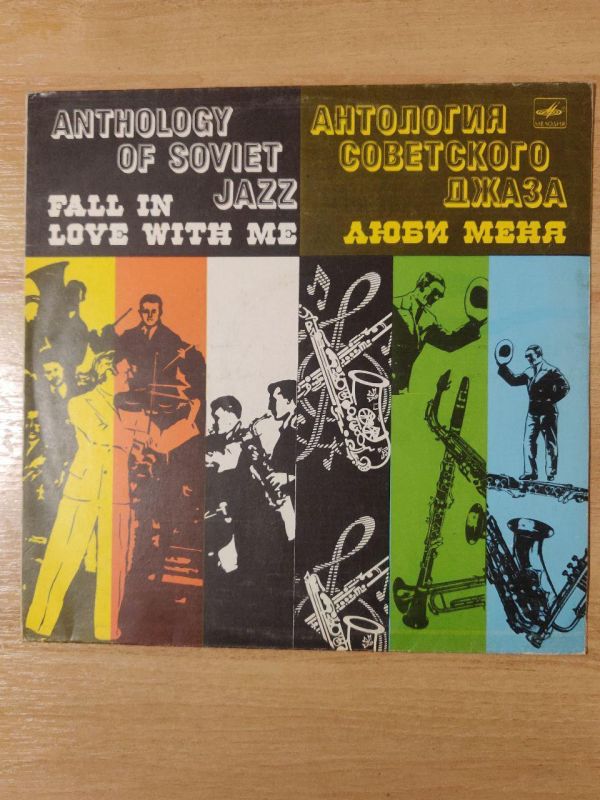 ANTHOLOGY
OF SOVIET
JAZZ
FALL IN
LOVE WITH ME
АНТОЛОГИЯ
СОВЕТСКОГО
ДЖАЗА
ЛЮБИ МЕНЯ
МЕЛОДИЯ